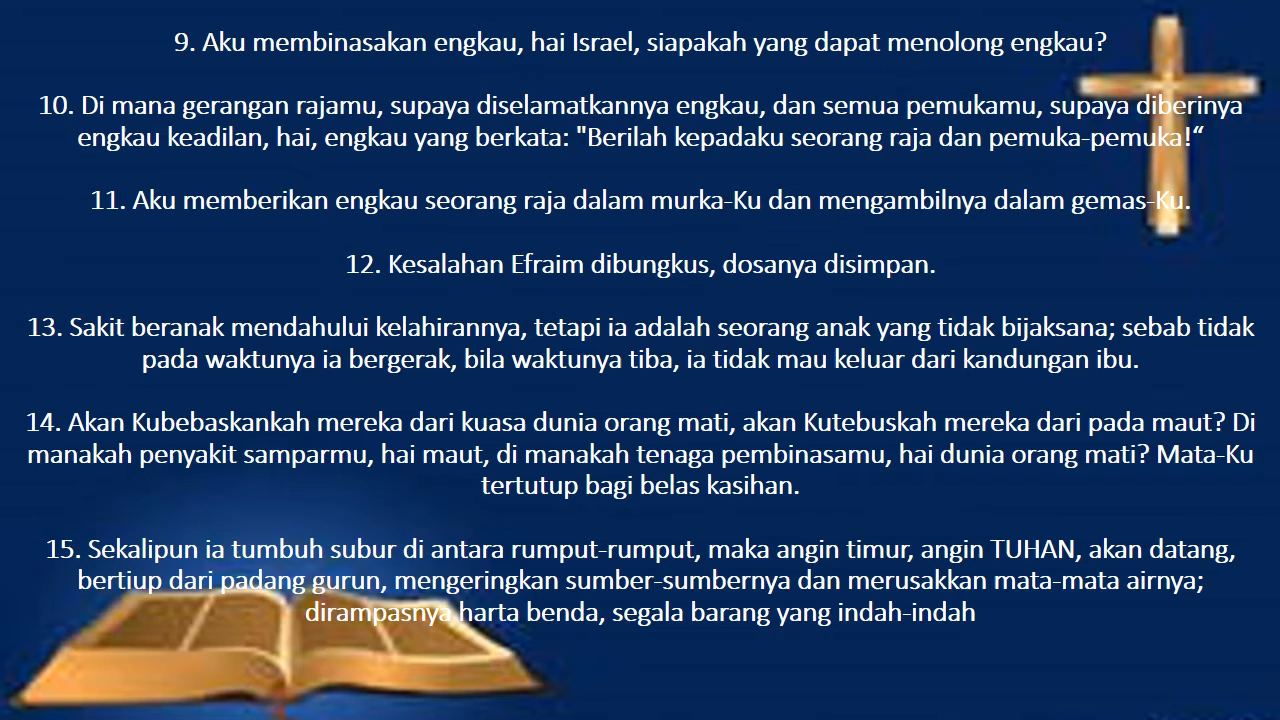 9. Aku membinasakan engkau, hai Israel, siapakah yang dapat menolong engkau?
10. Di mana gerangan rajamu, supaya diselamatkannya engkau, dan semua pemukamu, supaya diberinya
engkau keadilan, hai, engkau yang berkata: "Berilah kepadaku seorang raja dan pemuka-pemuka!“
11. Aku memberikan engkau seorang raja dalam murka-Ku dan mengambilnya dalam gemas-Ku.
12. Kesalahan Efraim dibungkus, dosanya disimpan.
13. Sakit beranak mendahului kelahirannya, tetapi ia adalah seorang anak yang tidak bijaksana; sebab tidak
pada waktunya ia bergerak, bila waktunya tiba, ia tidak mau keluar dari kandungan ibu.
14. Akan Kubebaskankah mereka dari kuasa dunia orang mati, akan Kutebuskah mereka dari pada maut? Di
manakah penyakit samparmu, hai maut, di manakah tenaga pembinasamu, hai dunia orang mati? Mata-Ku
tertutup bagi belas kasihan.
15. Sekalipun ia tumbuh subur di antara rumput-rumput, maka angin timur, angin TUHAN, akan datang,
bertiup dari padang gurun, mengeringkan sumber-sumbernya dan merusakkan mata-mata airnya;
dirampasnya harta benda, segala barang yang indah-indah